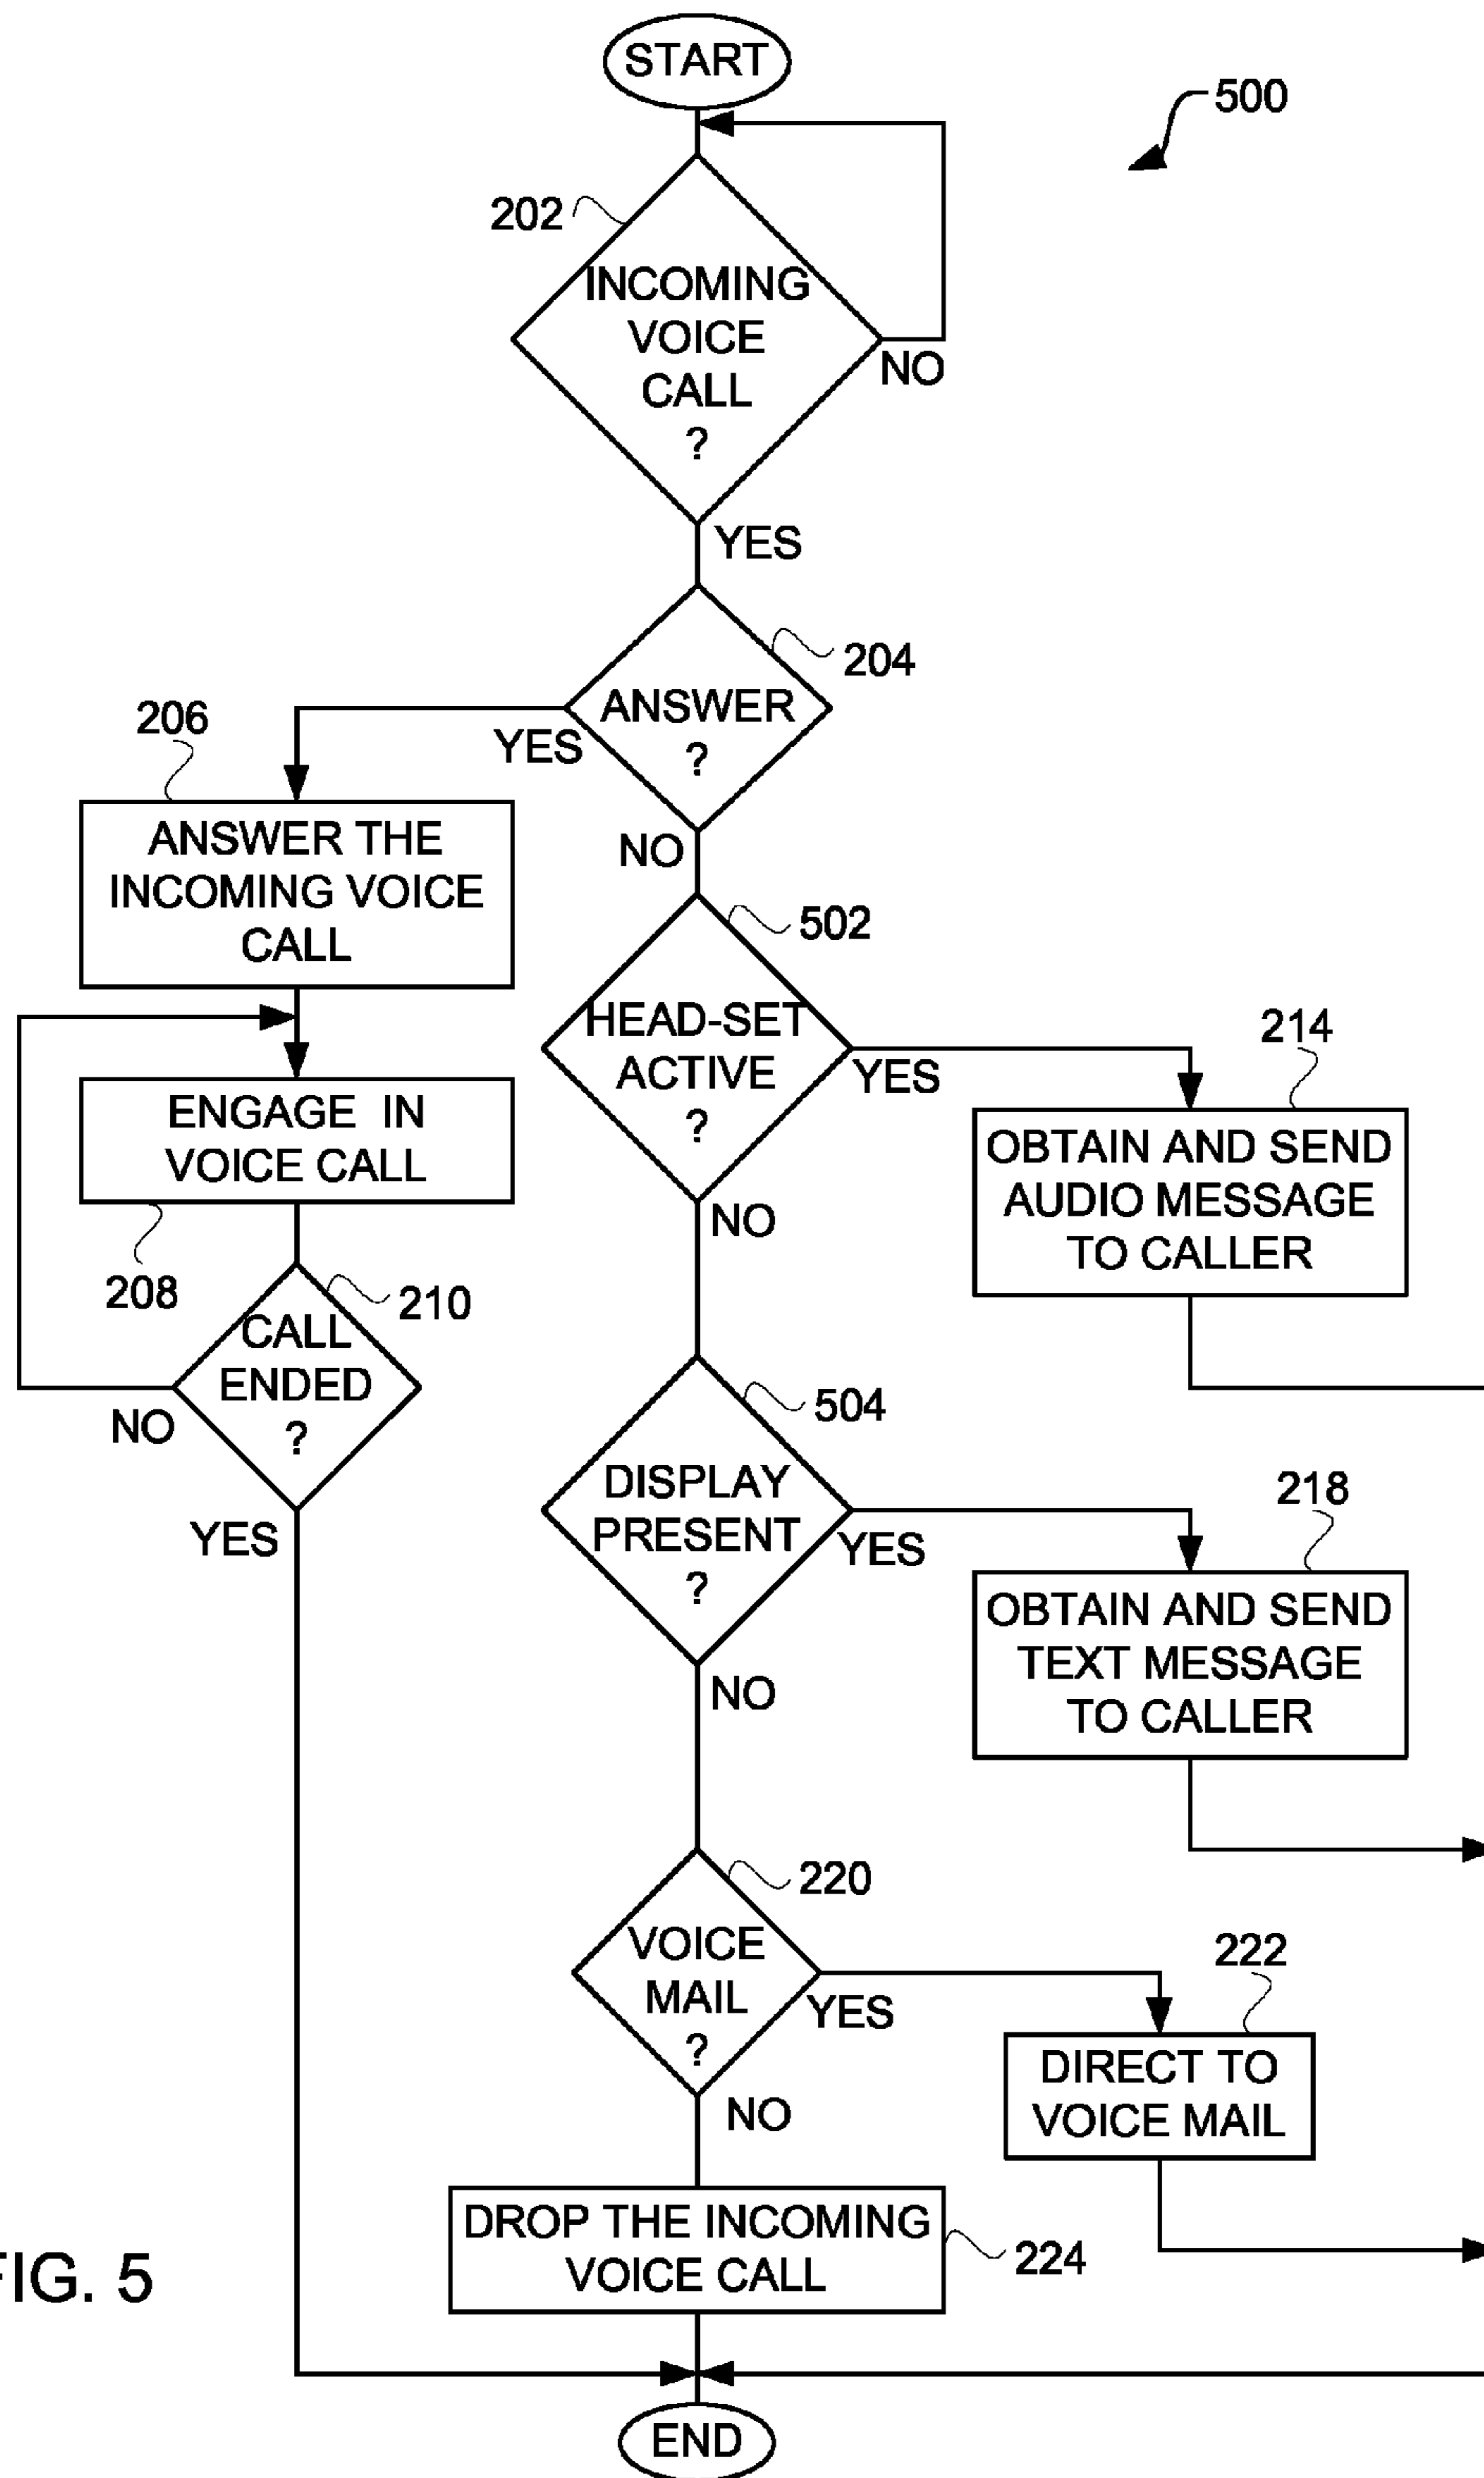 START
500
202
INCOMING
VOICE
CALL
?
NO
YES
204
ANSWER
?
YES
NO
206
ANSWER THE
INCOMING VOICE
CALL
502
HEAD-SET
ACTIVE
?
YES
NO
214
OBTAIN AND SEND
AUDIO MESSAGE
TO CALLER
ENGAGE IN
VOICE CALL
208
210
CALL
ENDED
?
NO
YES
504
DISPLAY
PRESENT
?
YES
NO
218
OBTAIN AND SEND
TEXT MESSAGE
TO CALLER
220
VOICE
MAIL
?
YES
NO
222
DIRECT TO
VOICE MAIL
DROP THE INCOMING
VOICE CALL
224
FIG. 5
END